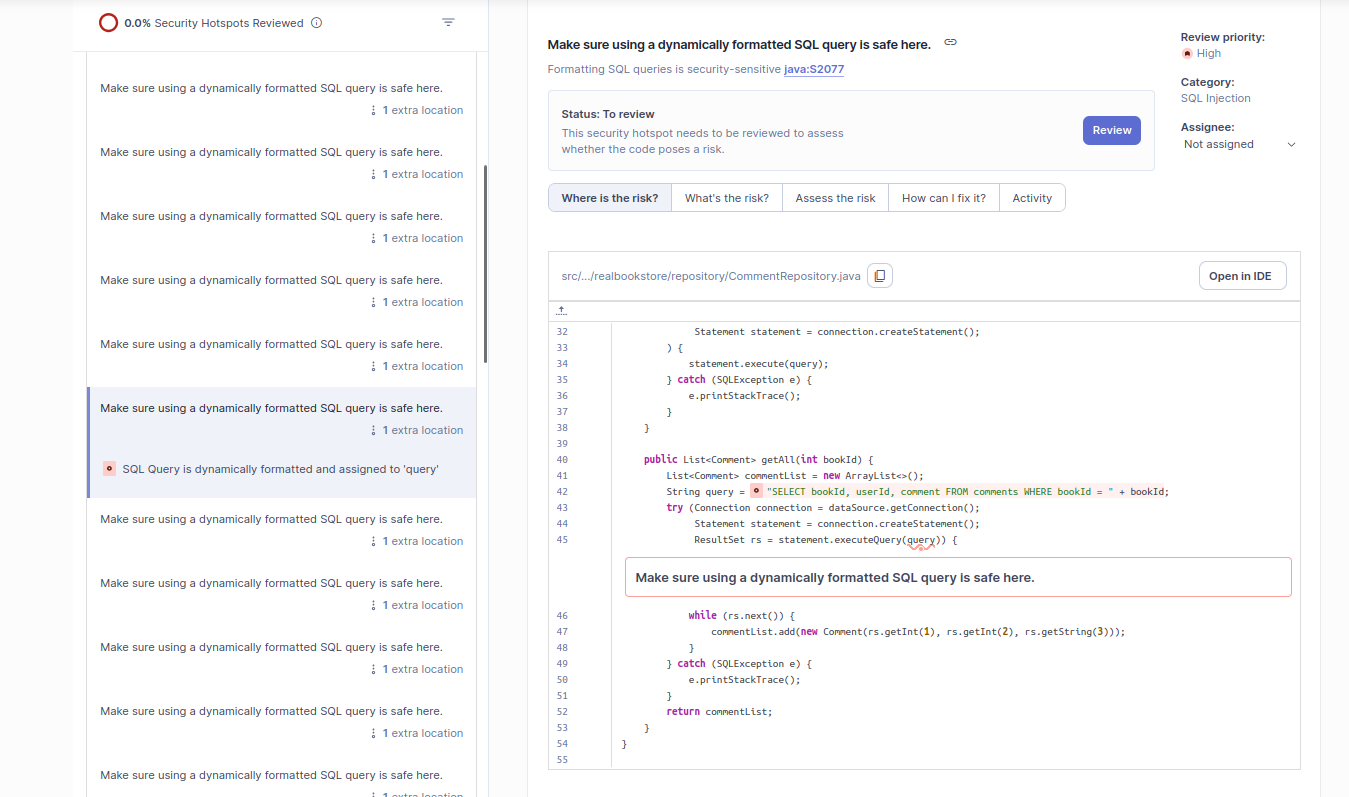 0.0% Security Hotspots Reviewed
Make sure using a dynamically formatted SQL query is safe here.
1 extra location
Make sure using a dynamically formatted SQL query is safe here.
1 extra location
Make sure using a dynamically formatted SQL query is safe here.
1 extra location
Make sure using a dynamically formatted SQL query is safe here.
1 extra location
Make sure using a dynamically formatted SQL query is safe here.
1 extra location
Make sure using a dynamically formatted SQL query is safe here.
1 extra location
SQL Query is dynamically formatted and assigned to 'query'
Make sure using a dynamically formatted SQL query is safe here.
1 extra location
Make sure using a dynamically formatted SQL query is safe here.
1 extra location
Make sure using a dynamically formatted SQL query is safe here.
1 extra location
Make sure using a dynamically formatted SQL query is safe here.
1 extra location
Make sure using a dynamically formatted SQL query is safe here.
1 extra location
Make sure using a dynamically formatted SQL query is safe here.
Formatting SQL queries is security-sensitive java:S2077
Status: To review
This security hotspot needs to be reviewed to assess
whether the code poses a risk.
Review
Review priority:
High
Category:
SQL Injection
Assignee:
Not assigned
Where is the risk? What's the risk? Assess the risk How can I fix it? Activity
src/.../realbookstore/repository/CommentRepository.java
Open in IDE
32 Statement statement = connection.createStatement();
33 ) {
34 statement.execute(query);
35 } catch (SQLException e) {
36 e.printStackTrace();
37 }
38 }
39
40 public List<Comment> getAll(int bookId) {
41 List<Comment> commentList = new ArrayList<>();
42 String query = "SELECT bookId, userId, comment FROM comments WHERE bookId = " + bookId;
43 try (Connection connection = dataSource.getConnection();
44 Statement statement = connection.createStatement();
45 ResultSet rs = statement.executeQuery(query)) {
Make sure using a dynamically formatted SQL query is safe here.
46 while (rs.next()) {
47 commentList.add(new Comment(rs.getInt(1), rs.getInt(2), rs.getString(3)));
48 }
49 } catch (SQLException e) {
50 e.printStackTrace();
51 }
52 return commentList;
53 }
54 }
55